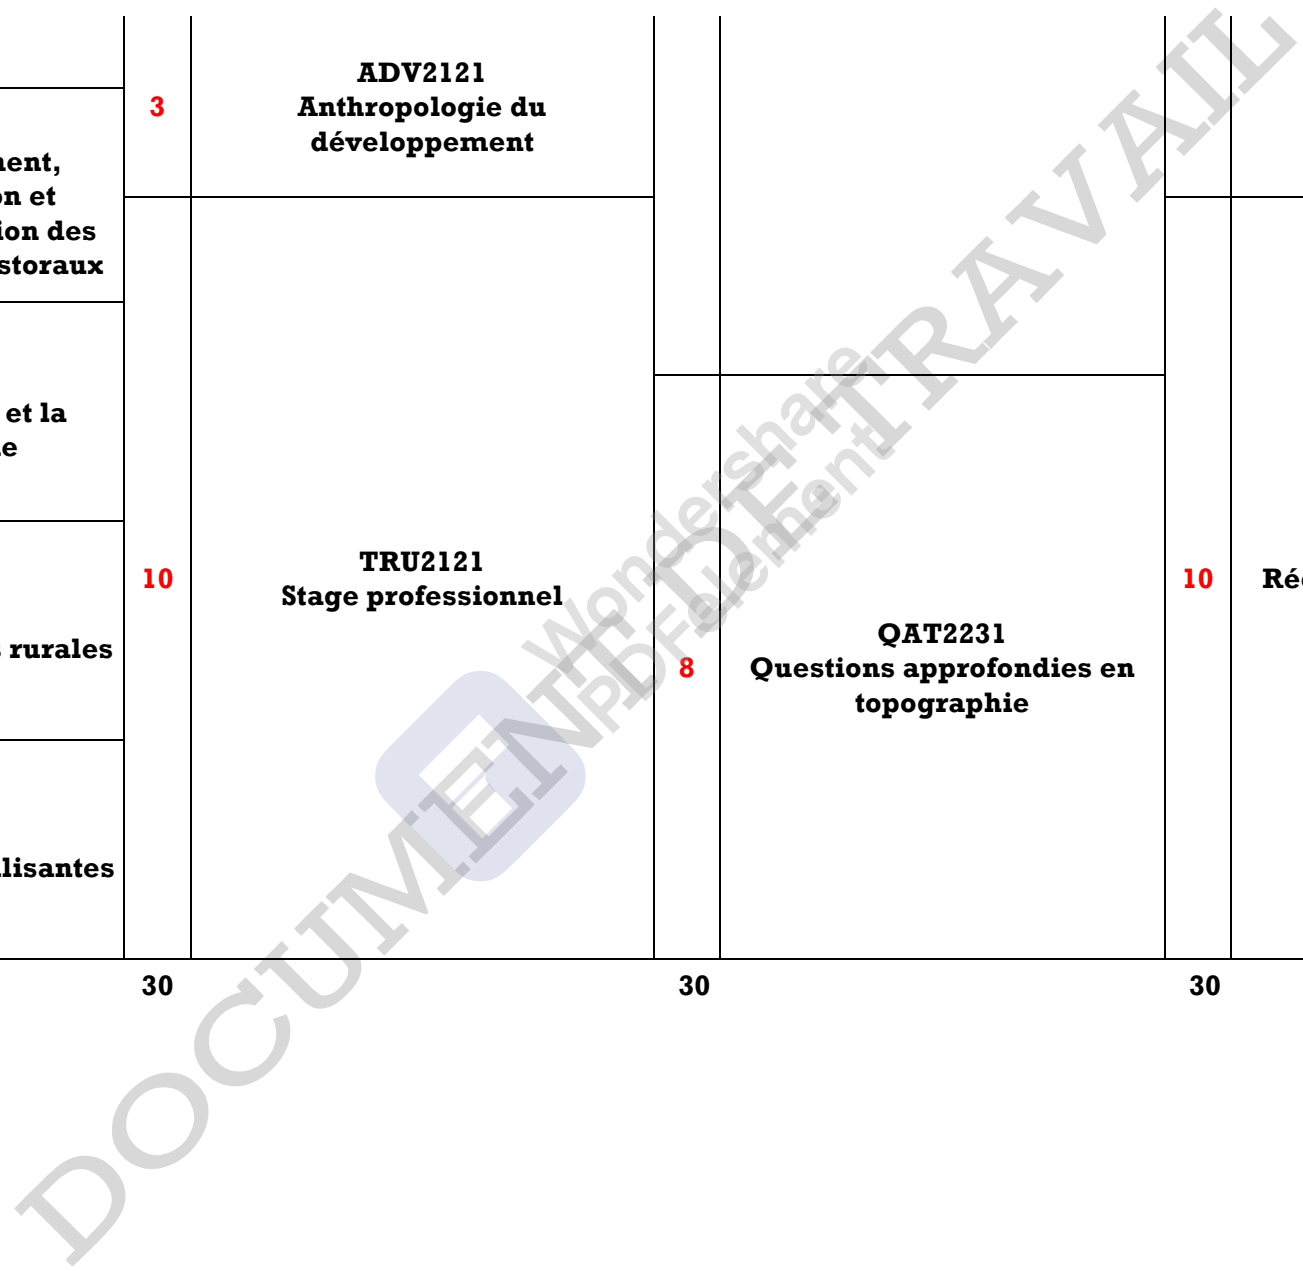 ADV2121
3
Anthropologie du
développement
on et
ion des
storaux
et la
TRU2121
10
Stage professionnel
10
rurales
QAT2231
8
Questions approfondies en
topographie
lisantes
30
30
30
DOCUMENT DE TRAVAIL
Wondershare
PDFelement